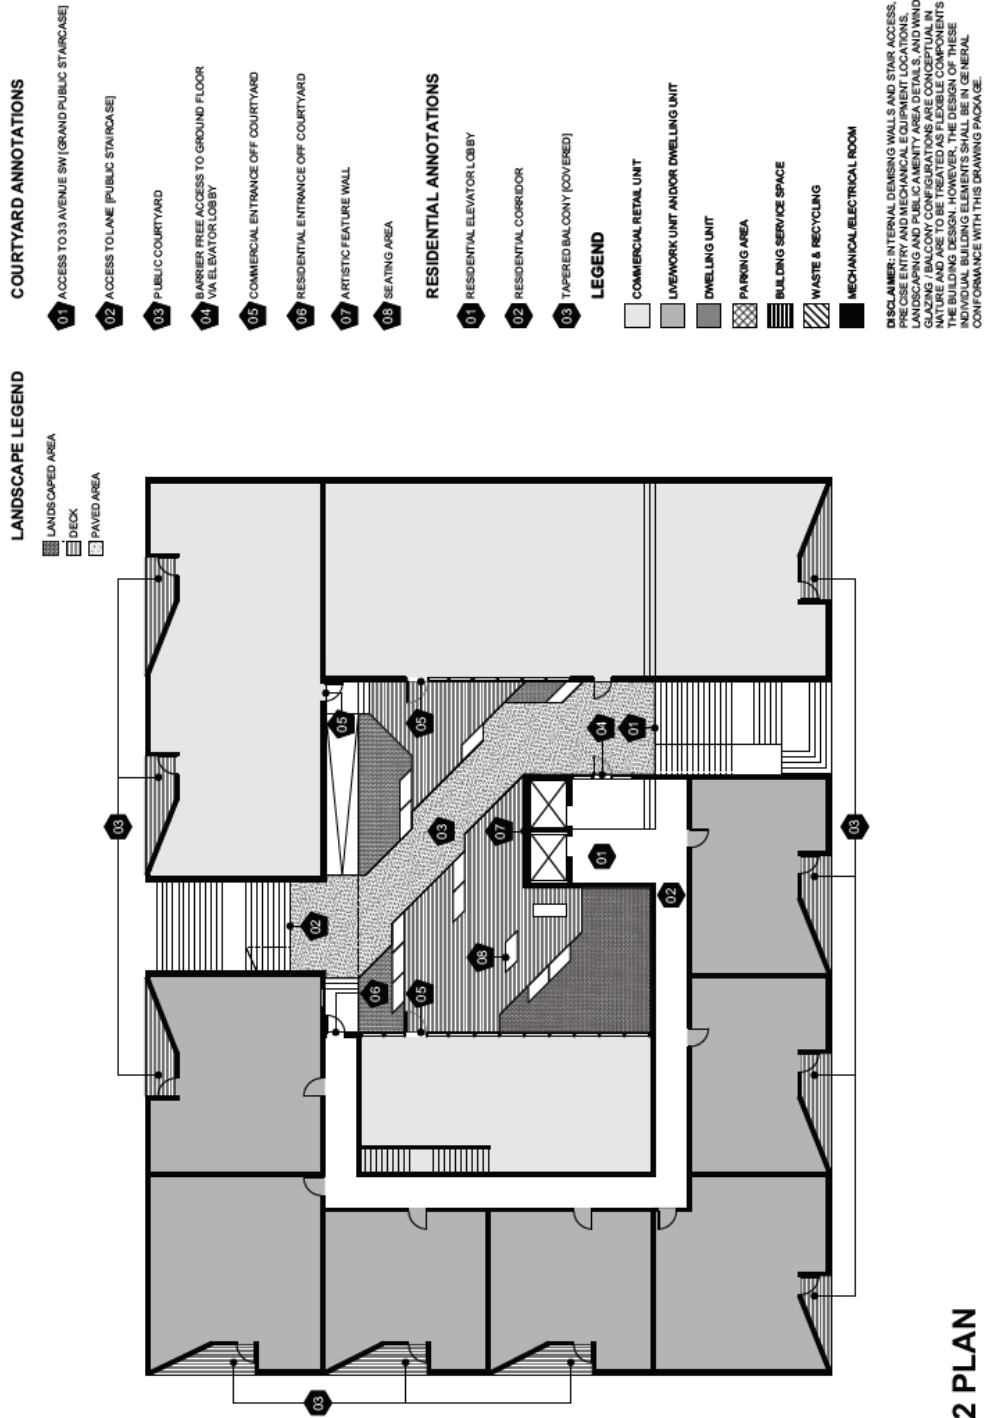 LANDSCAPE LEGEND
LANDSCAPED AREA
DECK
PAVED AREA
COURTYARD ANNOTATIONS
01 ACCESS TO 33 AVENUE SW [GRAND PUBLIC STAIRCASE]
02 ACCESS TO LANE [PUBLIC STAIRCASE]
03 PUBLIC COURTYARD
04 BARRIER FREE ACCESS TO GROUND FLOOR
VIA ELEVATOR LOBBY
05 COMMERCIAL ENTRANCE OFF COURTYARD
06 RESIDENTIAL ENTRANCE OFF COURTYARD
07 ARTISTIC FEATURE WALL
08 SEATING AREA
RESIDENTIAL ANNOTATIONS
01 RESIDENTIAL ELEVATOR LOBBY
02 RESIDENTIAL CORRIDOR
03 TAPERED BALCONY [COVERED]
LEGEND
COMMERCIAL RETAIL UNIT
LIVE/WORK UNIT AND/OR DWELLING UNIT
DWELLING UNIT
PARKING AREA
BUILDING SERVICE SPACE
WASTE & RECYCLING
MECHANICAL/ELECTRICAL ROOM
DISCLAIMER: INTERNAL DEMISING WALLS AND STAIR ACCESS,
PRECISE ENTRY AND MECHANICAL EQUIPMENT LOCATIONS,
LANDSCAPING AND PUBLIC AMENITY AREA DETAILS, AND WIND
GLAZING / BALCONY CONFIGURATIONS ARE CONCEPTUAL IN
NATURE AND ARE TO BE TREATED AS FLEXIBLE COMPONENTS
THE BUILDING DESIGN. HOWEVER, THE DESIGN OF THESE
INDIVIDUAL BUILDING ELEMENTS SHALL BE IN GENERAL
CONFORMANCE WITH THIS DRAWING PACKAGE.
03
03
03
03
02
06
05
05
05
03
08
07
04
01
01
02
2 PLAN